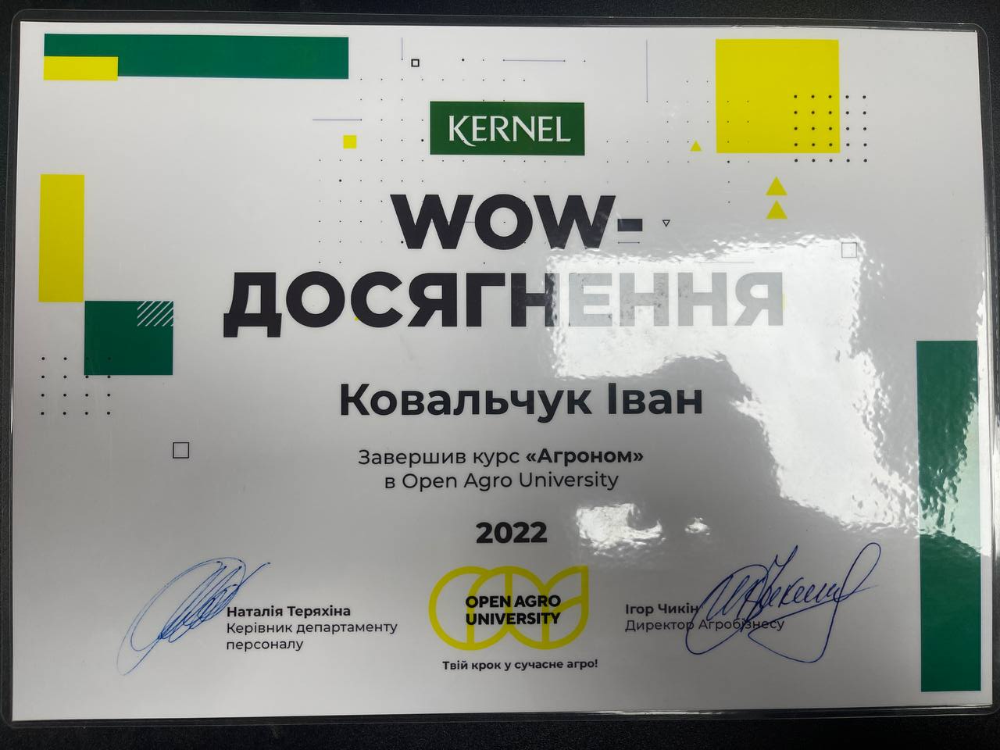 KERNEL
WOW-
ДОСЯГНЕННЯ
Ковальчук Іван
Завершив курс «Агроном»
в Open Agro University
2022
Наталія Теряхіна
Керівник департаменту
персоналу
OPEN AGRO
UNIVERSITY
Твій крок у сучасне агро!
Ігор Чикін
Директор Агробізнесу